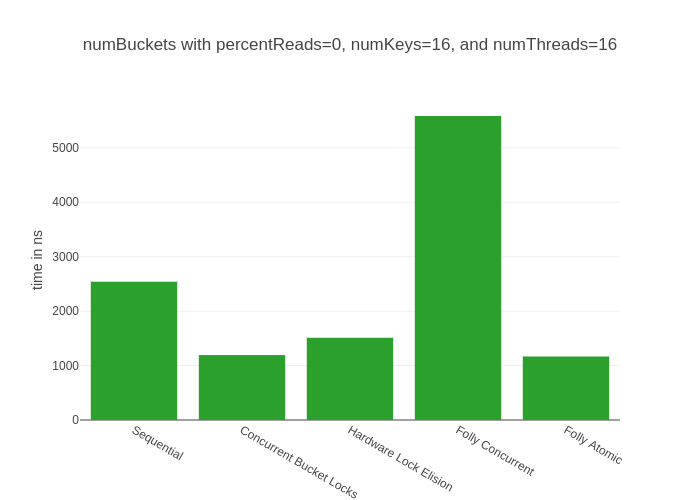 numBuckets with percentReads=0, numKeys=16, and numThreads=16
time in ns
5000
4000
3000
2000
1000
0
Sequential
Concurrent Bucket Locks
Hardware Lock Elision
Folly Concurrent
Folly Atomic